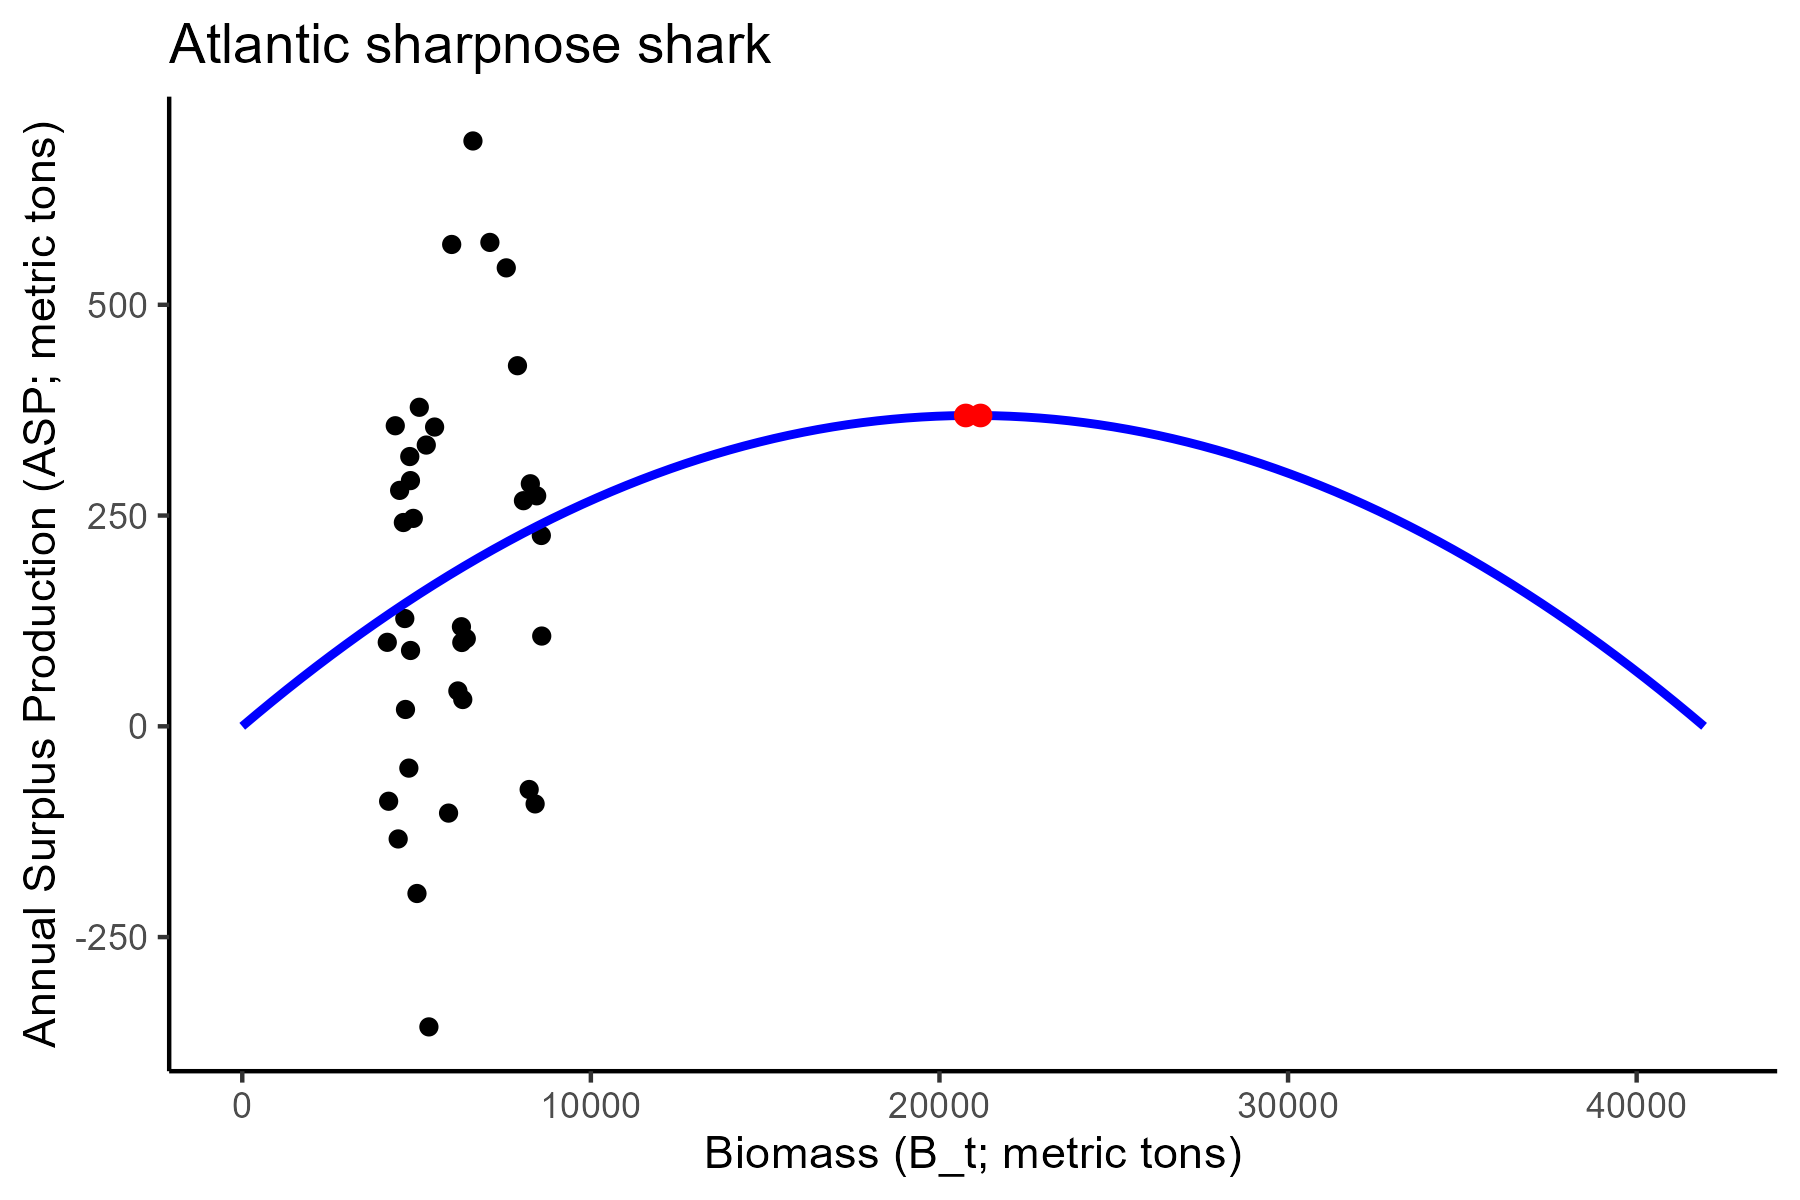 Atlantic sharpnose shark
Annual Surplus Production (ASP; metric tons)
500
250
0
-250
0 10000 20000 30000 40000
Biomass (B_t; metric tons)